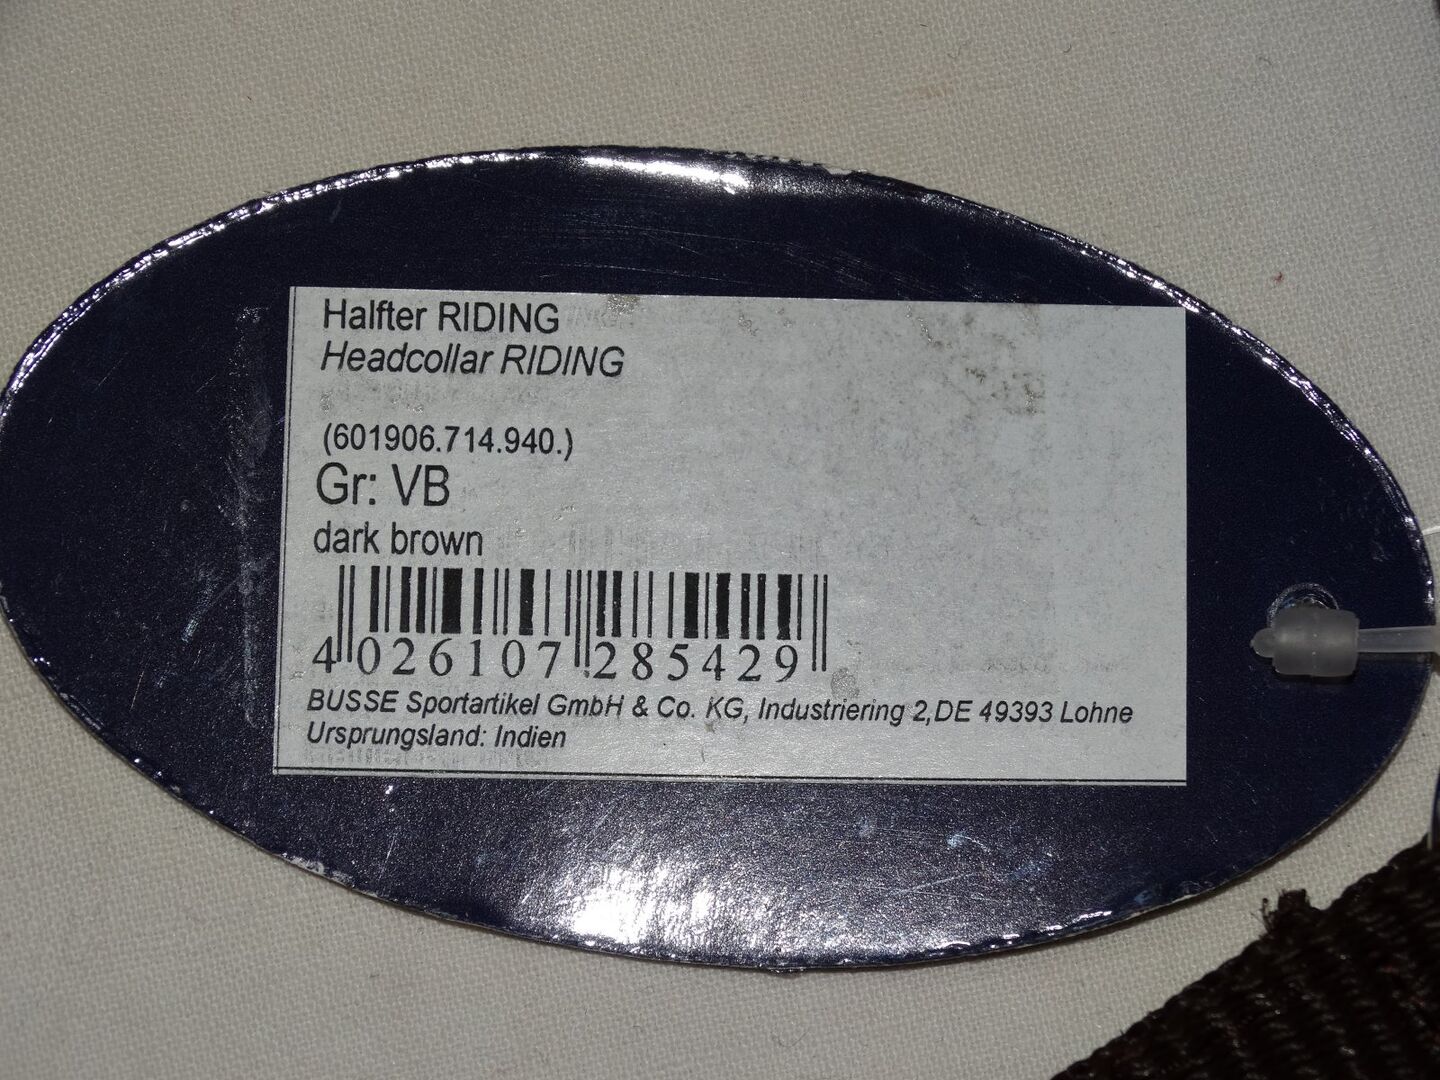 Halfter RIDING
Headcollar RIDING
(601906.714.940.)
Gr: VB
dark brown
4 026107 285429
BUSSE Sportartikel GmbH & Co. KG, Industriering 2,DE 49393 Lohne
Ursprungsland: Indien